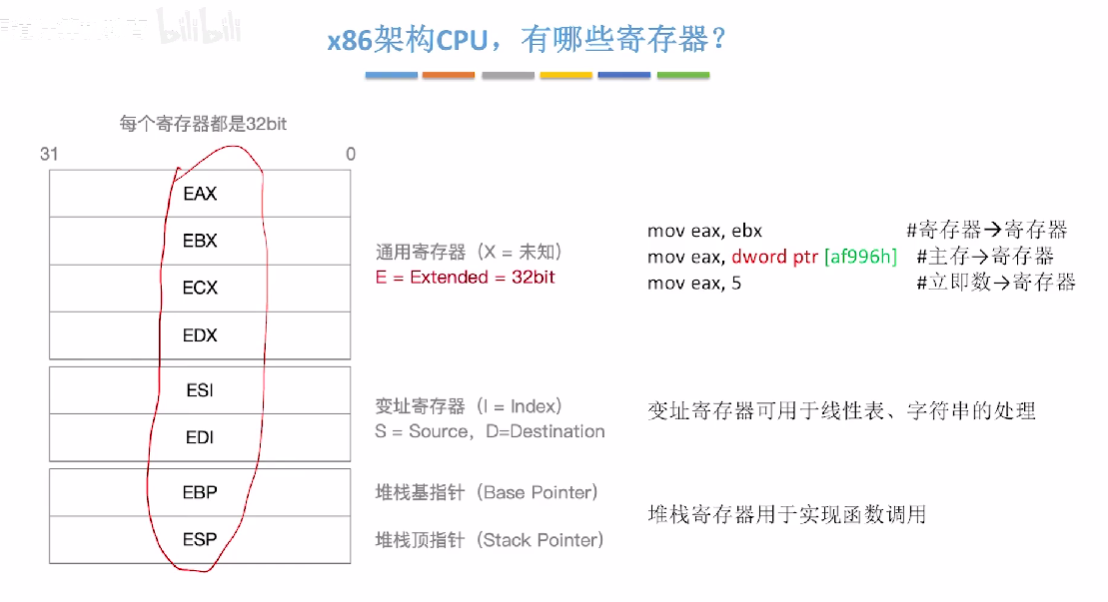 bilibili
x86架构CPU，有哪些寄存器？
每个寄存器都是32bit
31 0
EAX
EBX
ECX
EDX
通用寄存器（X = 未知）
E = Extended = 32bit
mov eax, ebx #寄存器→寄存器
mov eax, dword ptr [af996h] #主存→寄存器
mov eax, 5 #立即数→寄存器
ESI
EDI
变址寄存器（I = Index）
S = Source，D=Destination
变址寄存器可用于线性表、字符串的处理
EBP
ESP
堆栈基指针（Base Pointer）
堆栈顶指针（Stack Pointer）
堆栈寄存器用于实现函数调用